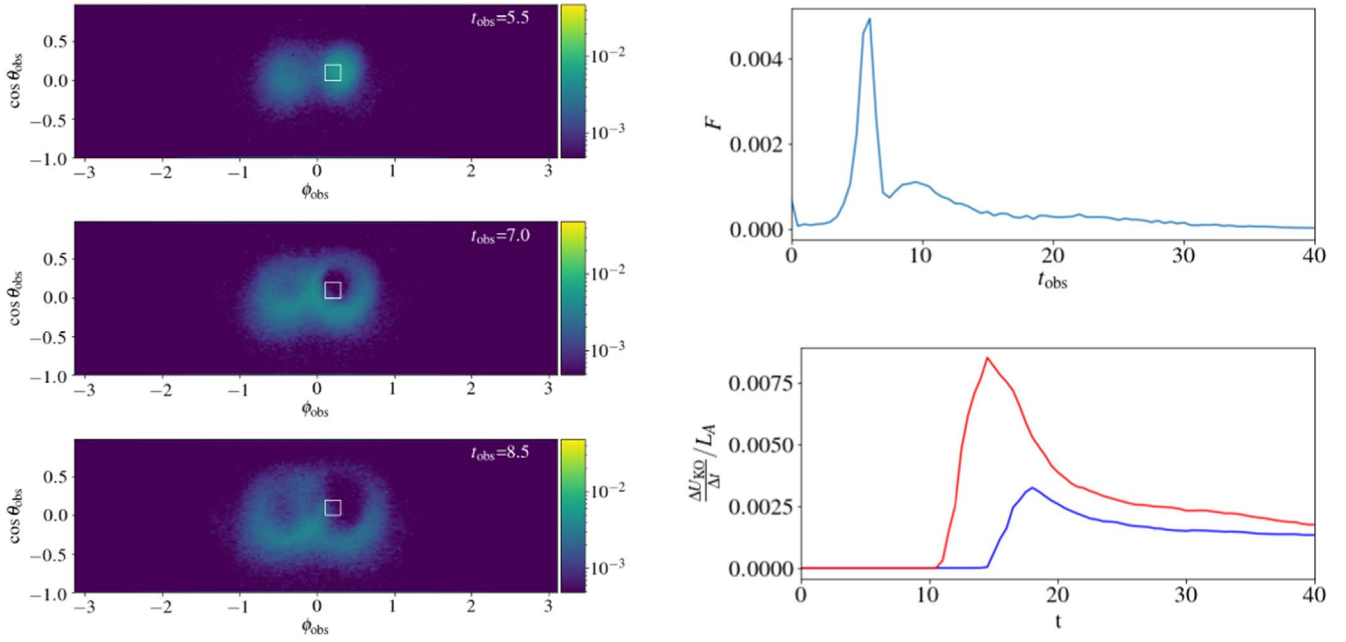 t_obs=5.5
0.5
0.0
−0.5
−1.0
cos θ_obs
−3 −2 −1 0 1 2 3
ϕ_obs
10^−2
10^−3
t_obs=7.0
0.5
0.0
−0.5
−1.0
cos θ_obs
−3 −2 −1 0 1 2 3
ϕ_obs
10^−2
10^−3
t_obs=8.5
0.5
0.0
−0.5
−1.0
cos θ_obs
−3 −2 −1 0 1 2 3
ϕ_obs
10^−2
10^−3
0.004
0.002
0.000
F
0 10 20 30 40
t_obs
0.0075
0.0050
0.0025
0.0000
ΔU_KO/Δt /L_A
0 10 20 30 40
t